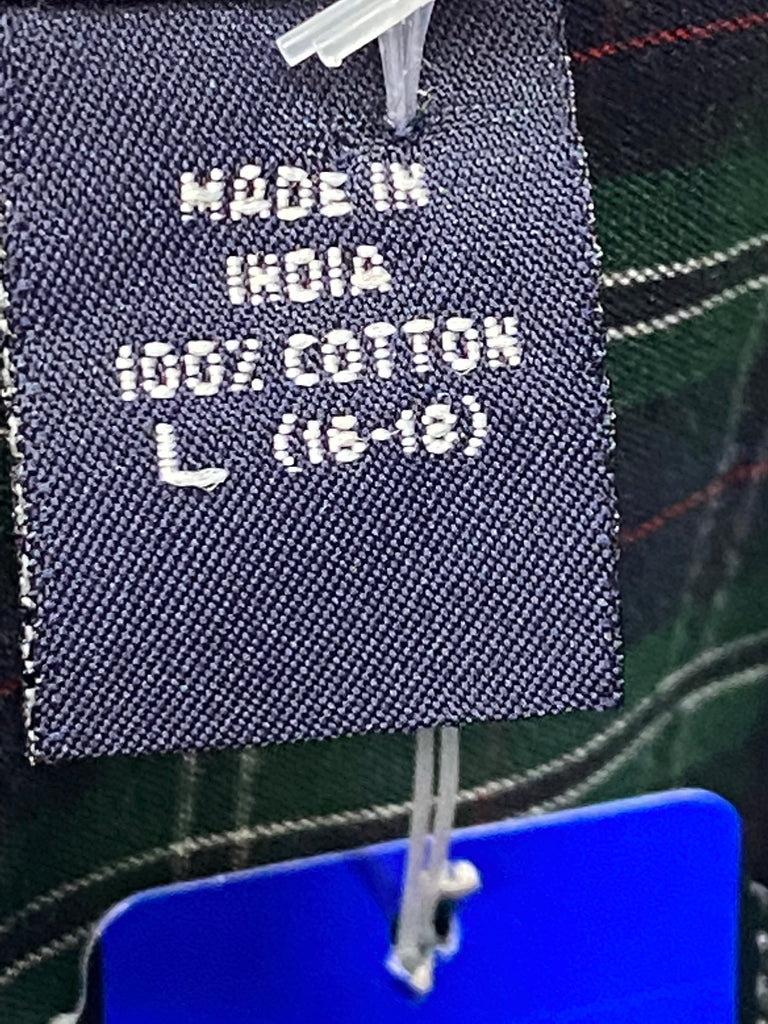 MADE IN
INDIA
100% COTTON
L (16-18)